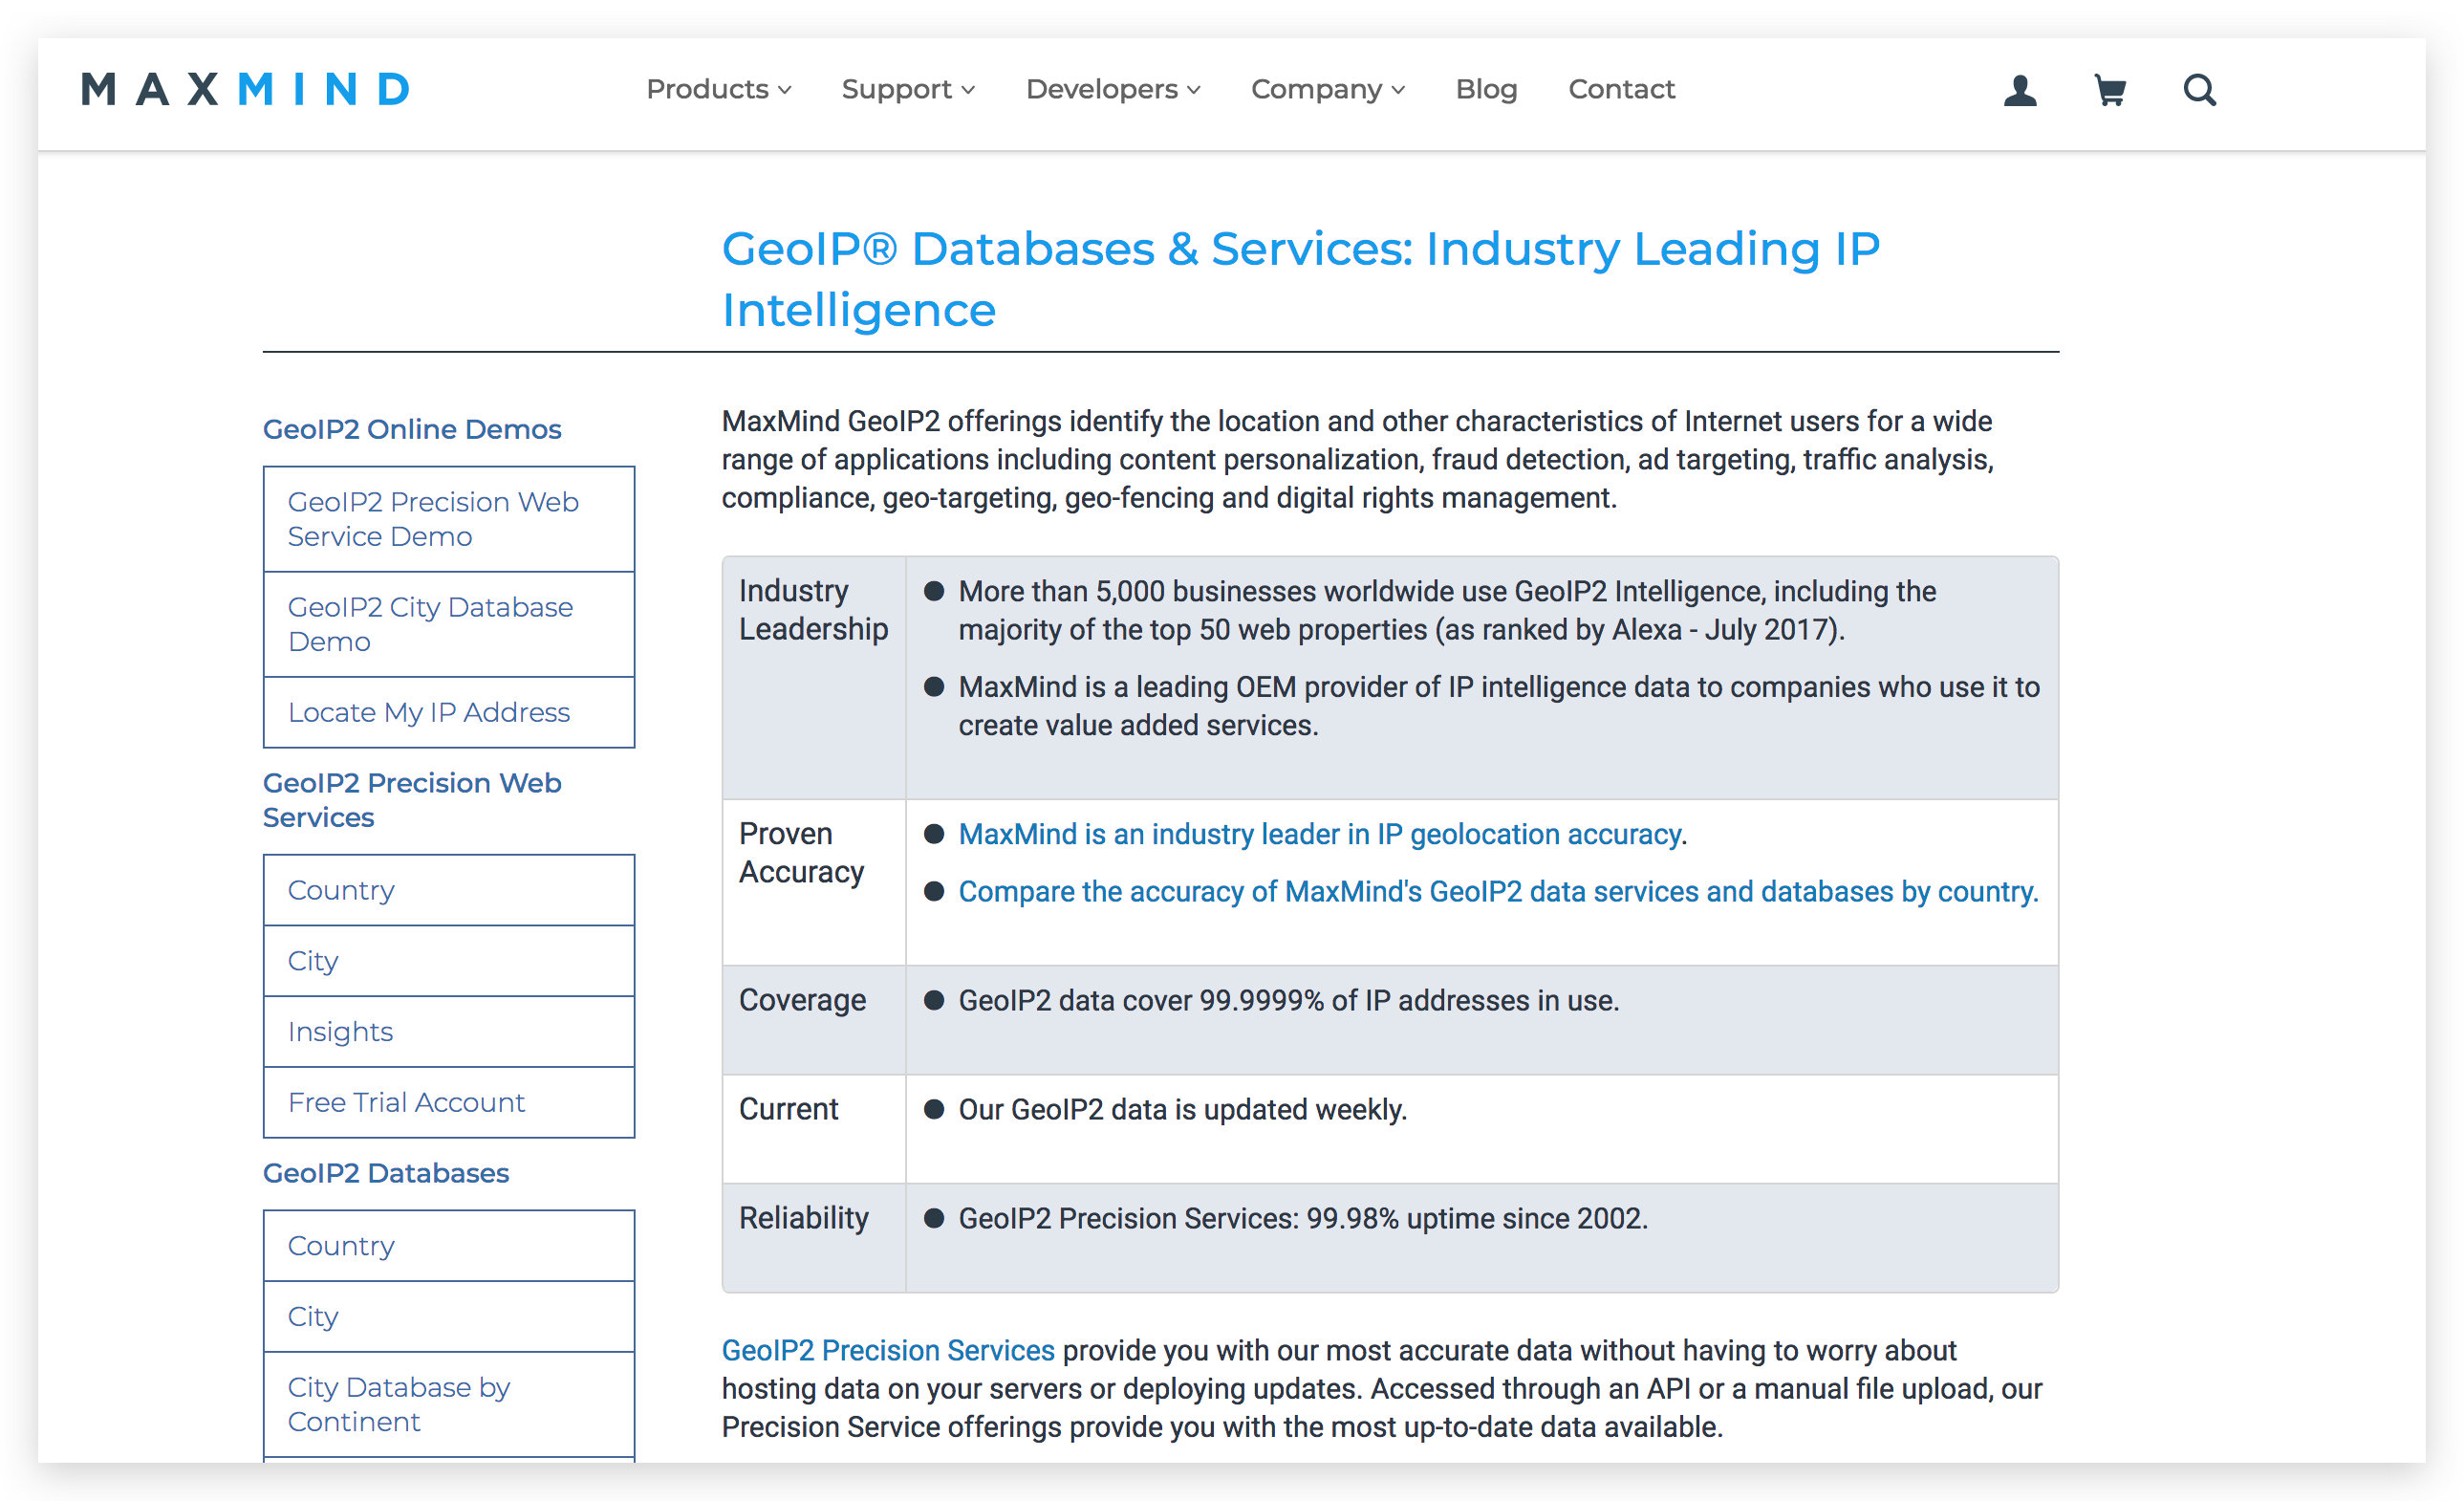 MAXMIND
Products
Support
Developers
Company
Blog
Contact
GeoIP® Databases & Services: Industry Leading IP
Intelligence
GeoIP2 Online Demos
GeoIP2 Precision Web
Service Demo
GeoIP2 City Database
Demo
Locate My IP Address
GeoIP2 Precision Web
Services
Country
City
Insights
Free Trial Account
GeoIP2 Databases
Country
City
City Database by
Continent
MaxMind GeoIP2 offerings identify the location and other characteristics of Internet users for a wide
range of applications including content personalization, fraud detection, ad targeting, traffic analysis,
compliance, geo-targeting, geo-fencing and digital rights management.
Industry
Leadership
● More than 5,000 businesses worldwide use GeoIP2 Intelligence, including the
majority of the top 50 web properties (as ranked by Alexa - July 2017).
● MaxMind is a leading OEM provider of IP intelligence data to companies who use it to
create value added services.
Proven
Accuracy
● MaxMind is an industry leader in IP geolocation accuracy.
● Compare the accuracy of MaxMind's GeoIP2 data services and databases by country.
Coverage
● GeoIP2 data cover 99.9999% of IP addresses in use.
Current
● Our GeoIP2 data is updated weekly.
Reliability
● GeoIP2 Precision Services: 99.98% uptime since 2002.
GeoIP2 Precision Services provide you with our most accurate data without having to worry about
hosting data on your servers or deploying updates. Accessed through an API or a manual file upload, our
Precision Service offerings provide you with the most up-to-date data available.